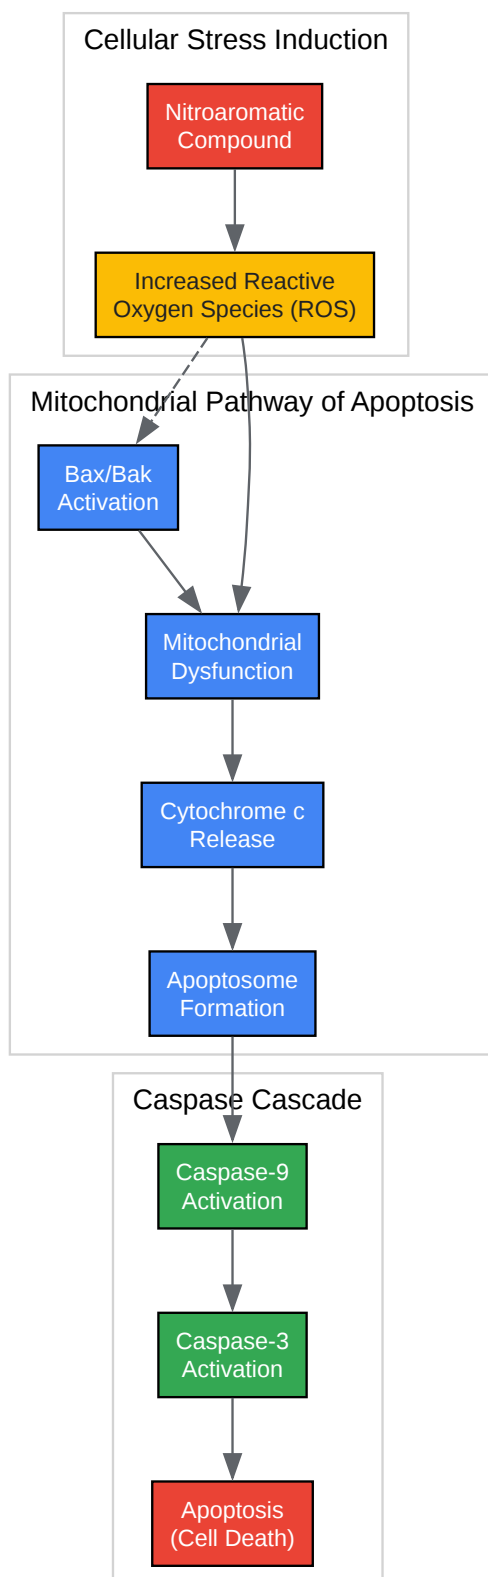 Cellular Stress Induction
Nitroaromatic
Compound
Increased Reactive
Oxygen Species (ROS)
Mitochondrial Pathway of Apoptosis
Bax/Bak
Activation
Mitochondrial
Dysfunction
Cytochrome c
Release
Apoptosome
Formation
Caspase Cascade
Caspase-9
Activation
Caspase-3
Activation
Apoptosis
(Cell Death)